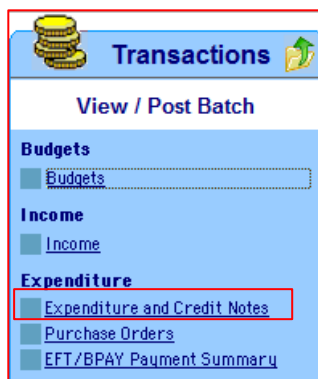 Transactions
View / Post Batch
Budgets
Budgets
Income
Income
Expenditure
Expenditure and Credit Notes
Purchase Orders
EFT/BPAY Payment Summary